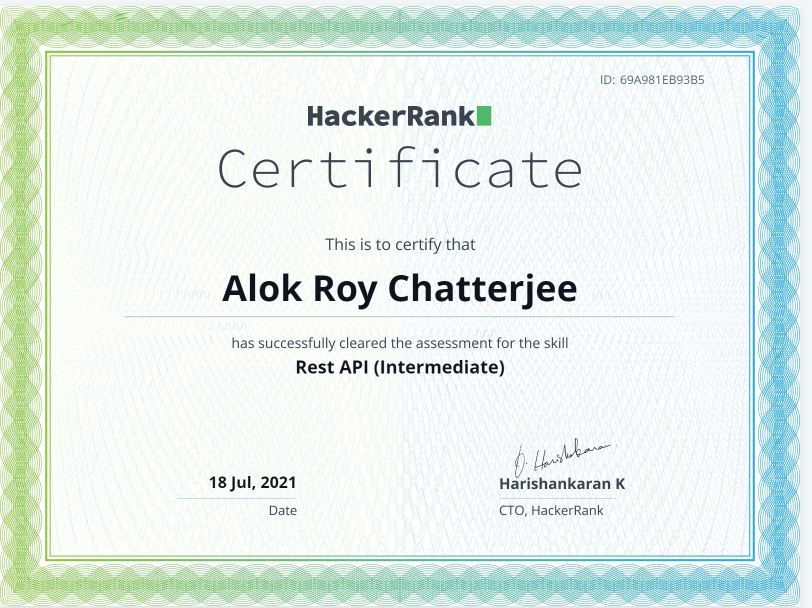 ID: 69A981EB93B5
HackerRank
Certificate
This is to certify that
Alok Roy Chatterjee
has successfully cleared the assessment for the skill
Rest API (Intermediate)
18 Jul, 2021
Date
Harishankaran K
CTO, HackerRank